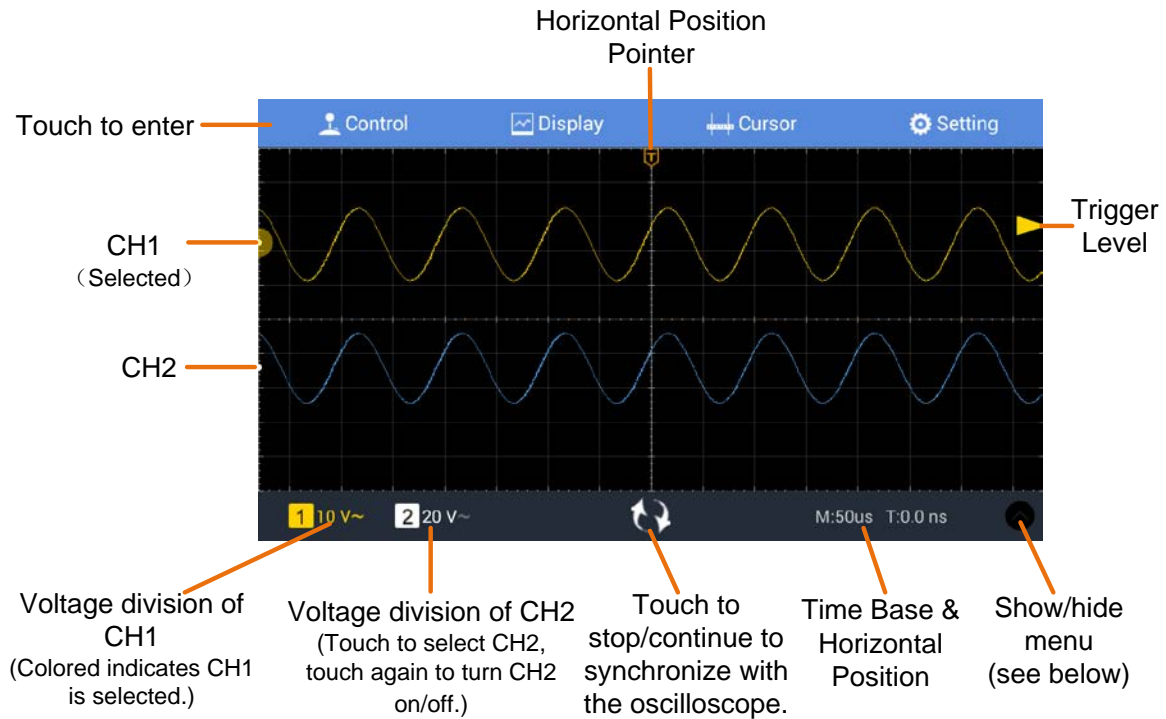 Horizontal Position
Pointer
Touch to enter
Control
Display
Cursor
Setting
T
CH1
（Selected）
Trigger
Level
CH2
1 10 V~
2 20 V~
M:50us T:0.0 ns
Voltage division of
CH1
(Colored indicates CH1
is selected.)
Voltage division of CH2
(Touch to select CH2,
touch again to turn CH2
on/off.)
Touch to
stop/continue to
synchronize with
the oscilloscope.
Time Base &
Horizontal
Position
Show/hide
menu
(see below)